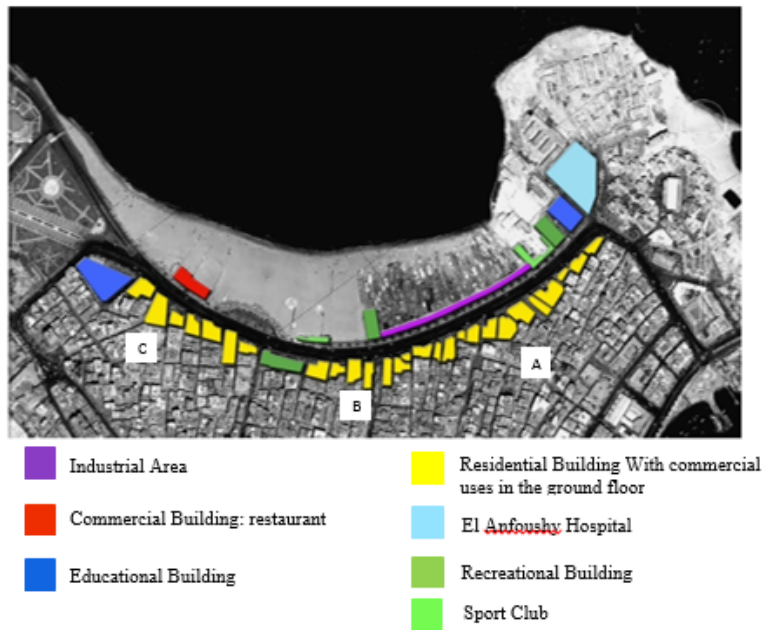 C
B
A
Industrial Area
Commercial Building: restaurant
Educational Building
Residential Building With commercial
uses in the ground floor
El Anfoushy Hospital
Recreational Building
Sport Club